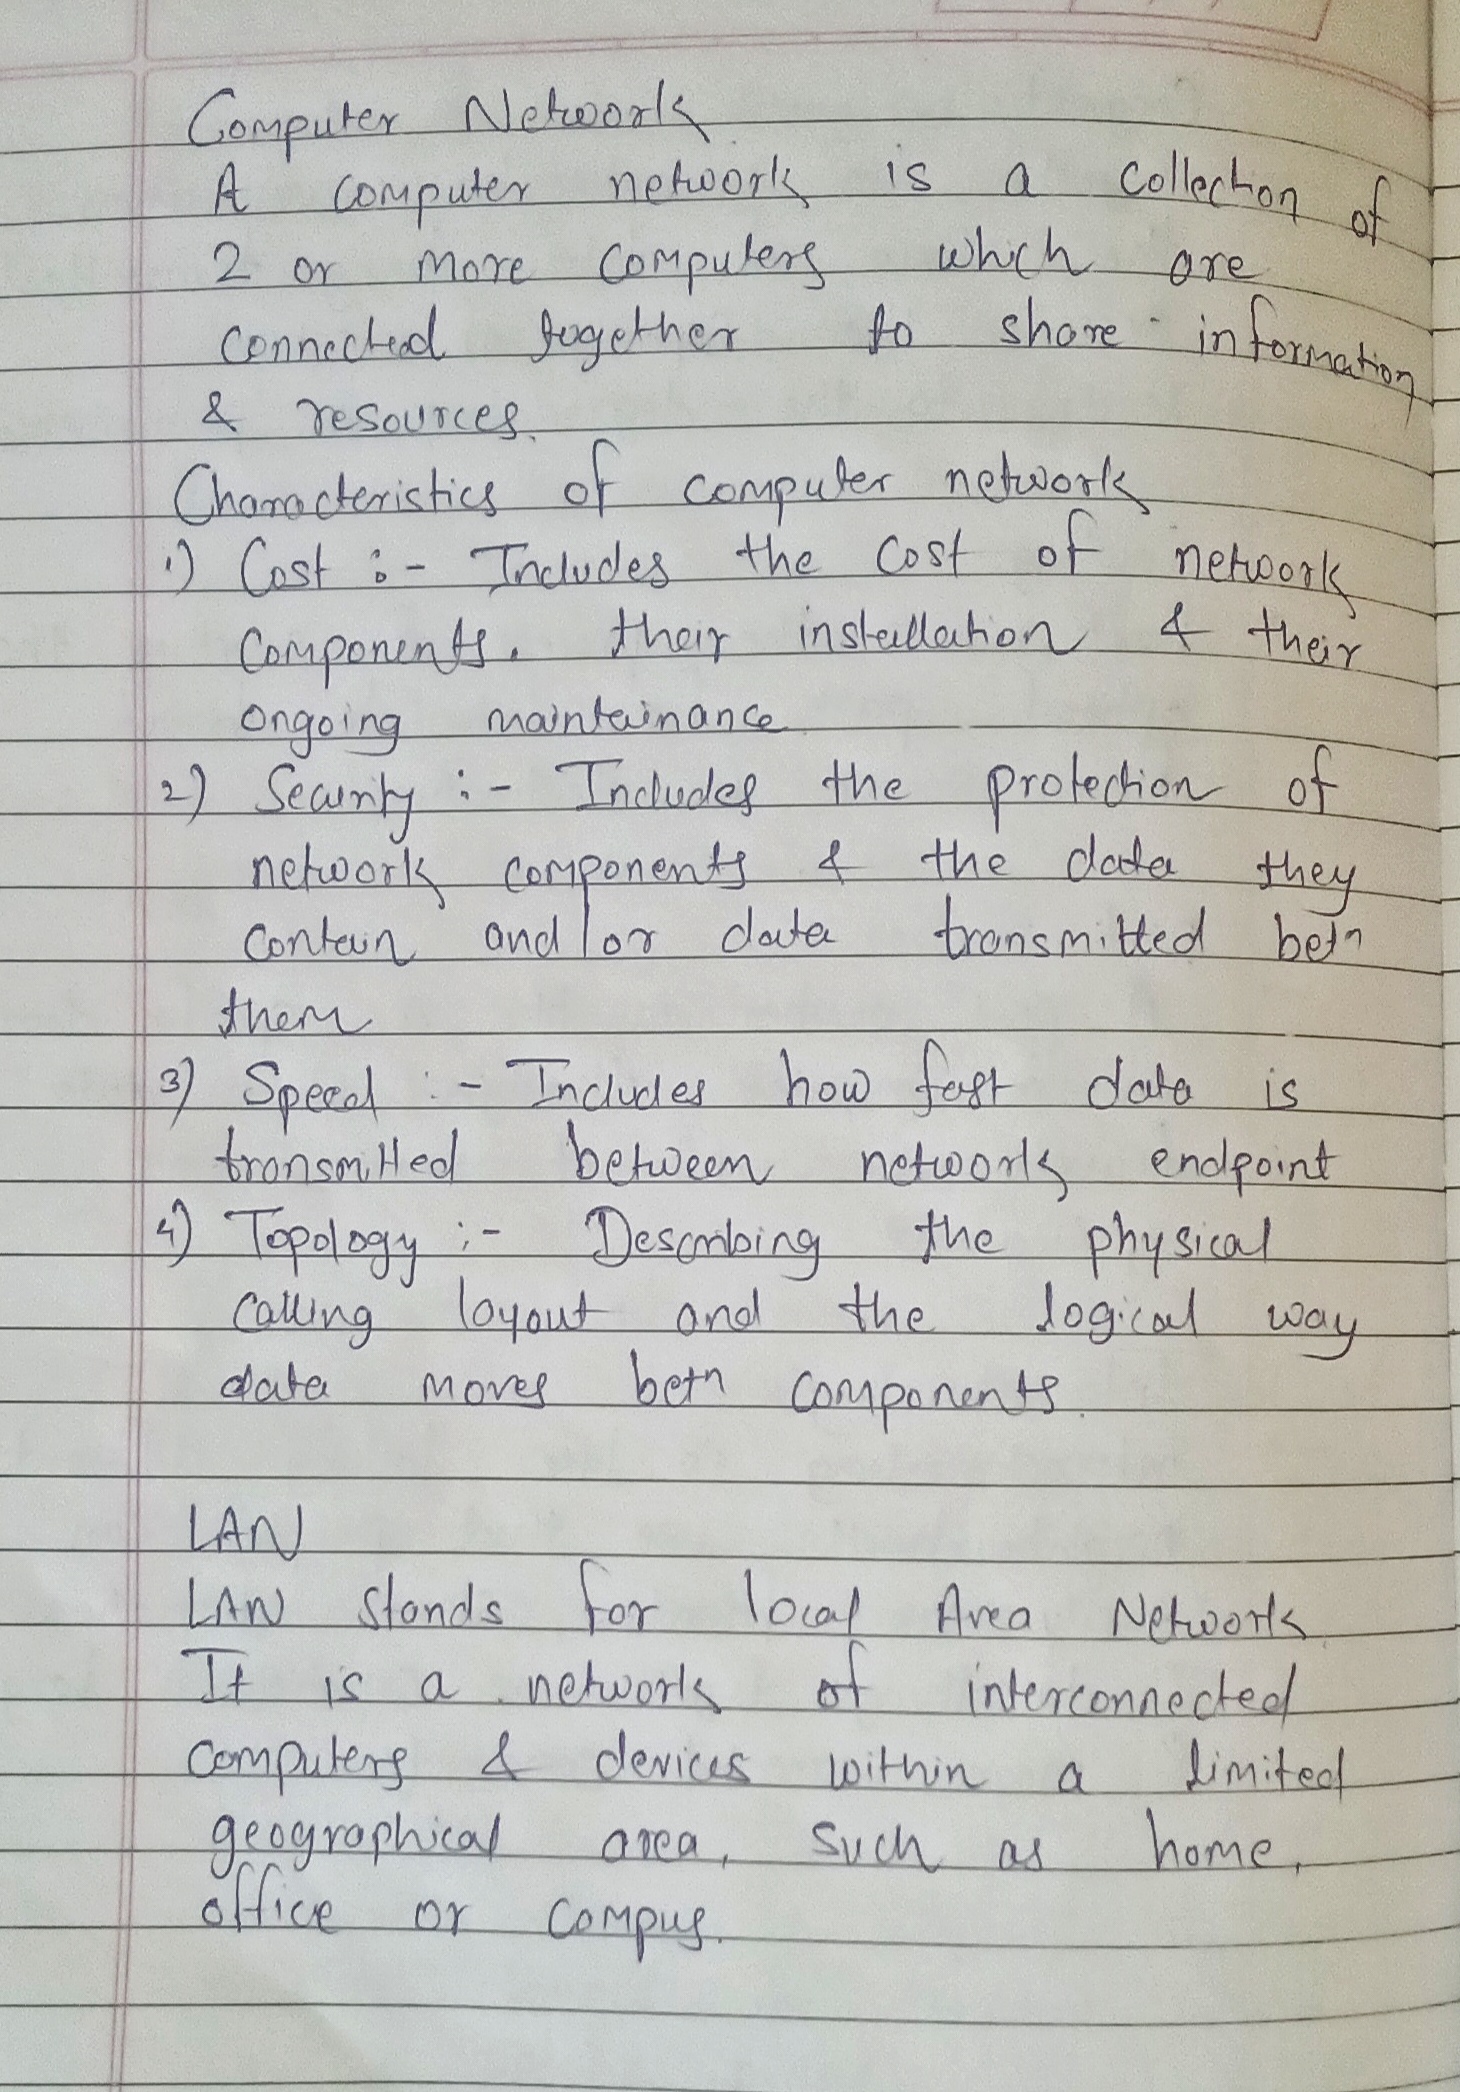 Computer Network
A computer network is a collection of
2 or more computers which are
connected together to share information
& resources.
Characteristics of computer network
1) Cost :- Includes the cost of network
components, their installation & their
ongoing maintainance
2) Security :- Includes the protection of
network components & the data they
contain and/or data transmitted betn
them
3) Speed :- Includes how fast data is
transmitted between network endpoint
4) Topology :- Describing the physical
calling layout and the logical way
data moves betn components.
LAN
LAN stands for local Area Network
It is a network of interconnected
computers & devices within a limited
geographical area, such as home,
office or campus.